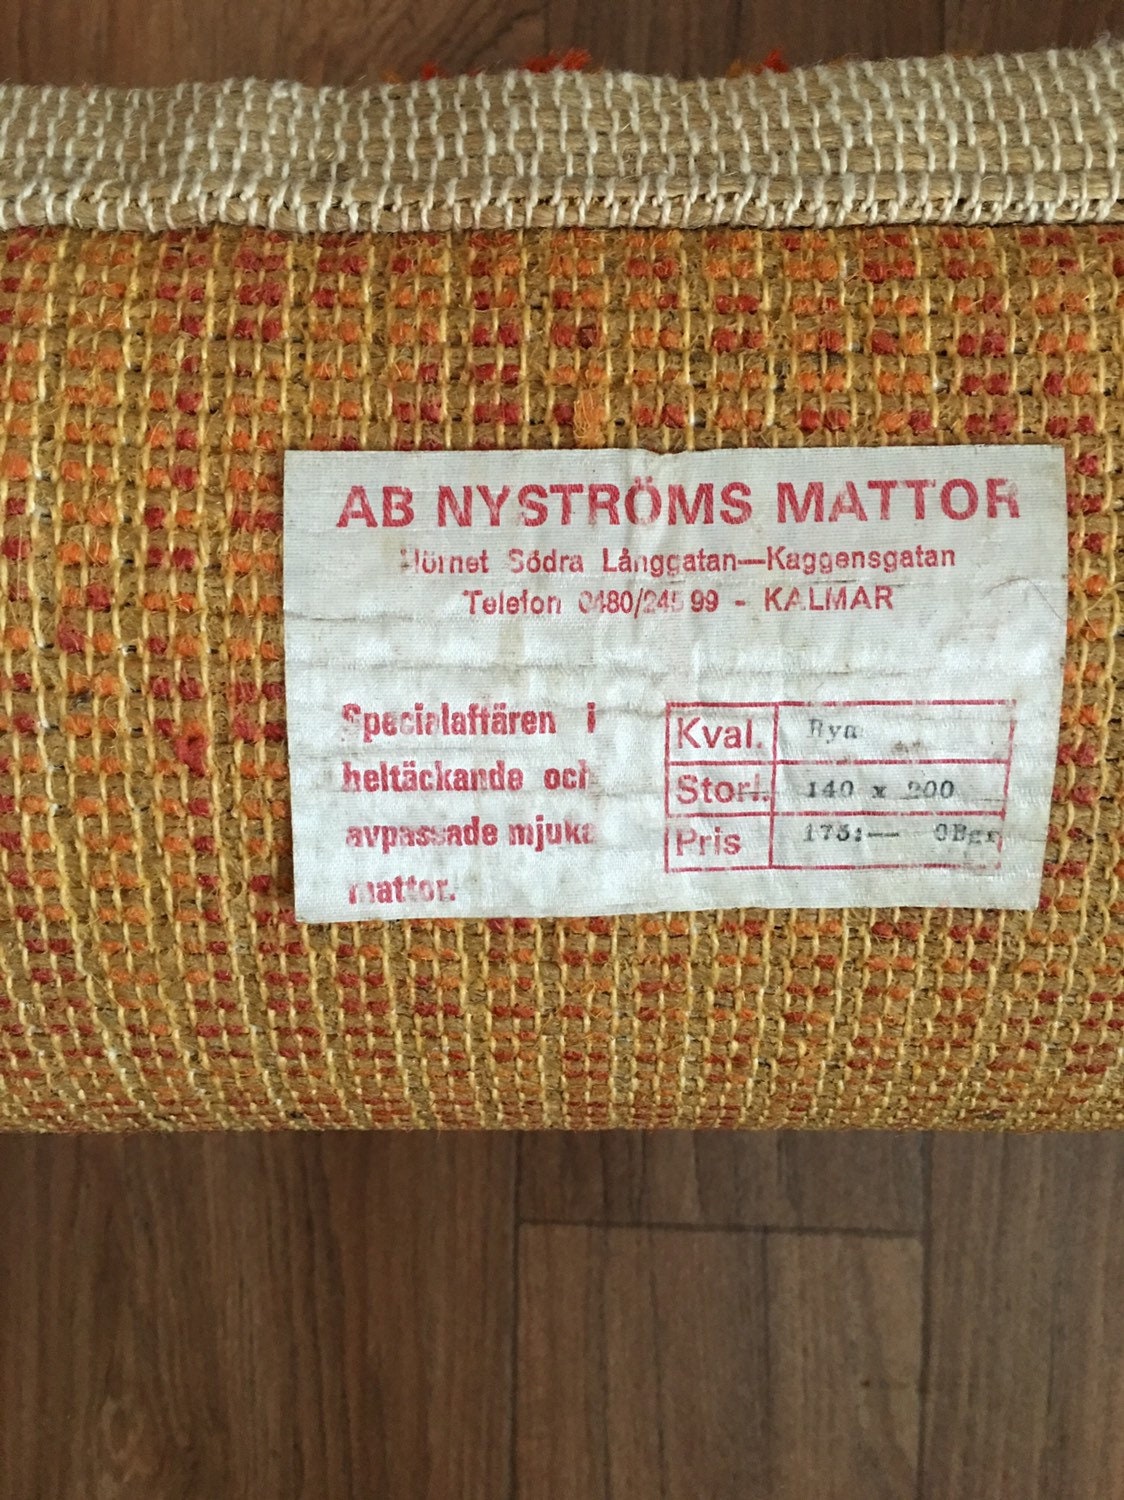 AB NYSTRÖMS MATTOR
Hörnet Södra Långgatan—Kaggensgatan
Telefon 0480/245 99 - KALMAR
Specialaffären i
heltäckande och
avpassade mjuka
mattor.
Kval. Rya
Storl. 140 x 200
Pris 175:—